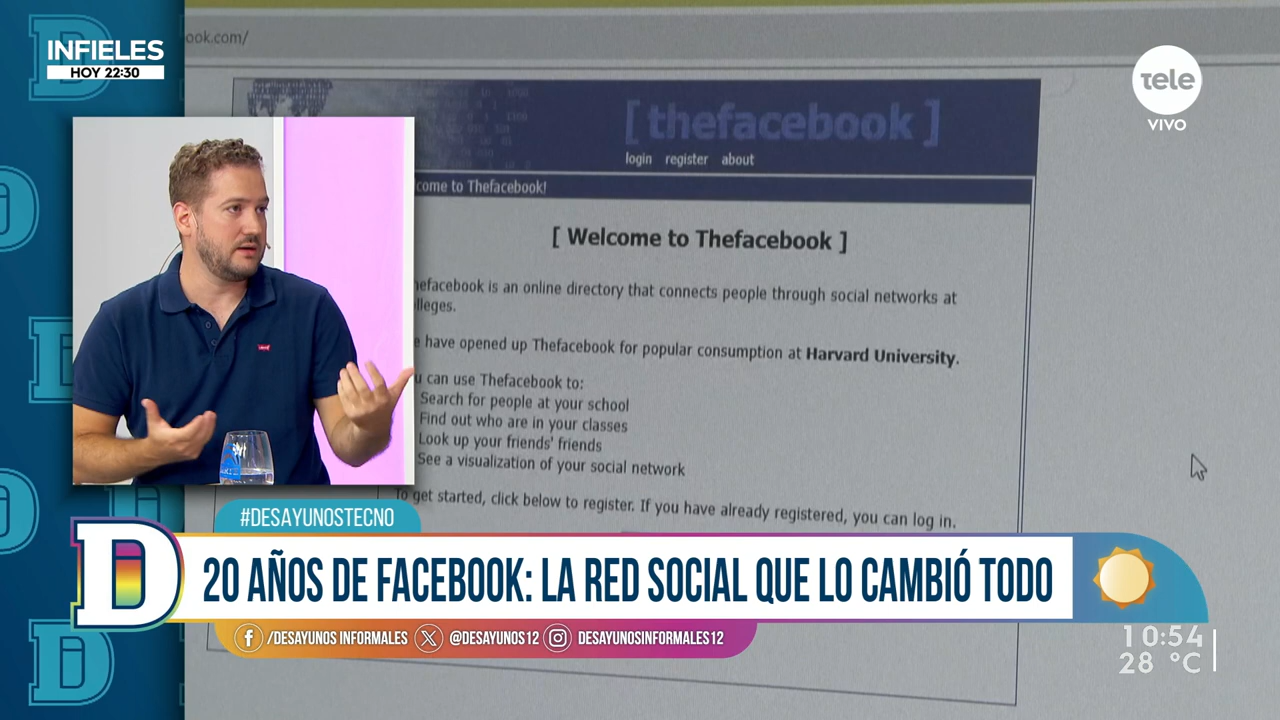 INFIELES
HOY 22:30
ook.com/
tele
VIVO
[ thefacebook ]
login register about
come to Thefacebook!
[ Welcome to Thefacebook ]
efacebook is an online directory that connects people through social networks at
lleges.
have opened up Thefacebook for popular consumption at Harvard University.
u can use Thefacebook to:
Search for people at your school
Find out who are in your classes
Look up your friends' friends
See a visualization of your social network
To get started, click below to register. If you have already registered, you can log in.
#DESAYUNOSTECNO
D
20 AÑOS DE FACEBOOK: LA RED SOCIAL QUE LO CAMBIÓ TODO
/DESAYUNOS INFORMALES @DESAYUNOS12 DESAYUNOSINFORMALES12
10:54
28 °C